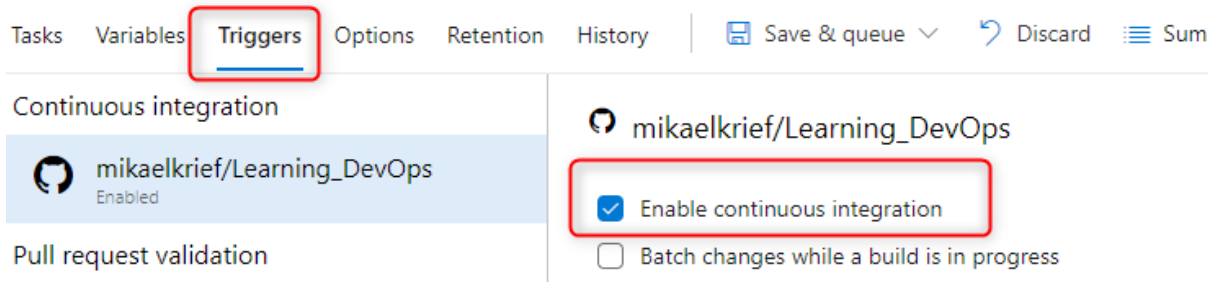 Tasks Variables Triggers Options Retention History Save & queue Discard Sum
Continuous integration
mikaelkrief/Learning_DevOps
Enabled
Pull request validation
mikaelkrief/Learning_DevOps
Enable continuous integration
Batch changes while a build is in progress